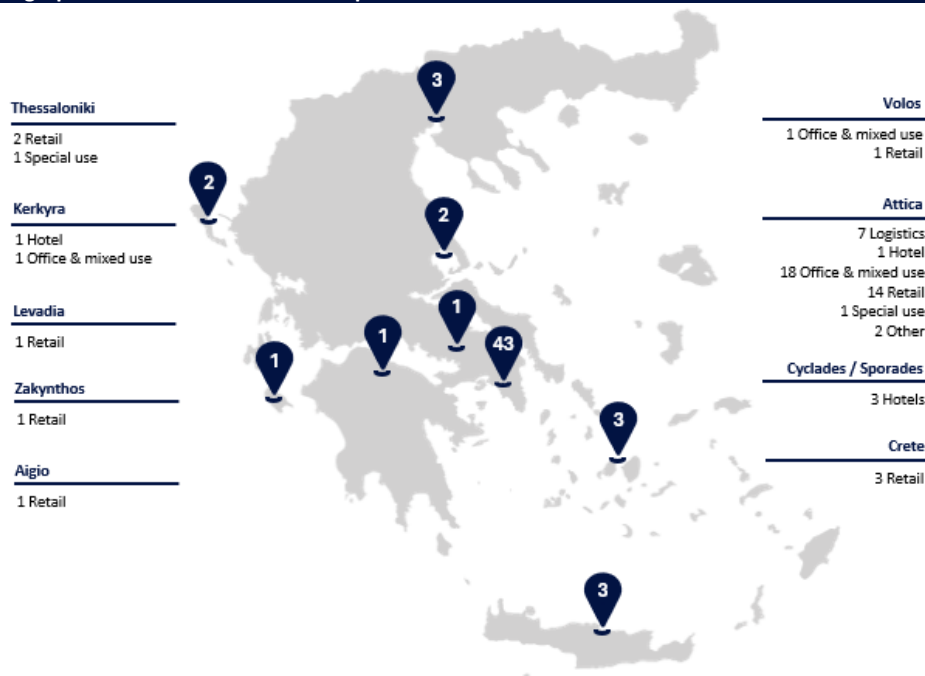 Thessaloniki
2 Retail
1 Special use
Kerkyra
1 Hotel
1 Office & mixed use
Levadia
1 Retail
Zakynthos
1 Retail
Aigio
1 Retail
3
2
2
1
1
43
1
3
3
Volos
1 Office & mixed use
1 Retail
Attica
7 Logistics
1 Hotel
18 Office & mixed use
14 Retail
1 Special use
2 Other
Cyclades / Sporades
3 Hotels
Crete
3 Retail